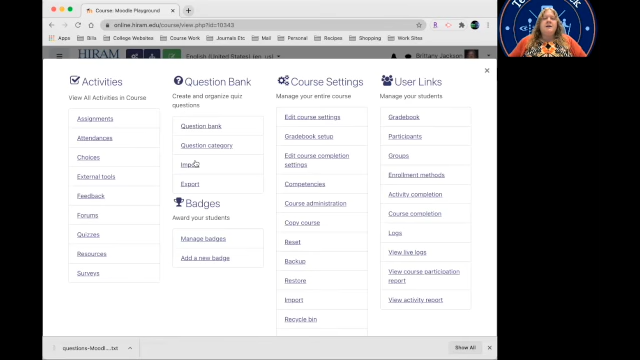 Course: Moodle Playground
online.hiram.edu/course/view.php?id=10343
Apps
Bookmarks
Bills
College Websites
Course Work
Journals Etc
Mail
Personal
Recipes
Shopping
Work
Other Bookmarks
HIRAM
English (United States) (en_us)
Brittany Jackson
Activities
View All Activities in Course
Assignments
Attendances
Choices
External tools
Feedback
Forums
Quizzes
Resources
Surveys
Question Bank
Create and organize quiz
questions
Question bank
Question category
Import
Export
Badges
Award your students
Manage badges
Add a new badge
Course Settings
Manage your entire course
Edit course settings
Gradebook setup
Edit course completion
settings
Competencies
Course administration
Copy course
Reset
Backup
Restore
Import
Recycle bin
User Links
Manage your students
Gradebook
Participants
Groups
Enrollment methods
Activity completion
Course completion
Logs
View live logs
View course participation
report
View activity report
questions-Moodl....txt
Show All